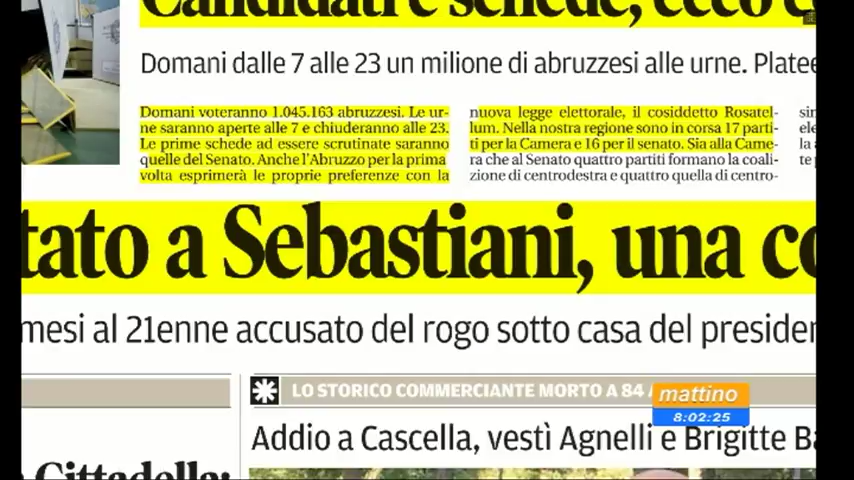 Candidati e schede, ecco
Domani dalle 7 alle 23 un milione di abruzzesi alle urne. Platee
Domani voteranno 1.045.163 abruzzesi. Le ur-
ne saranno aperte alle 7 e chiuderanno alle 23.
Le prime schede ad essere scrutinate saranno
quelle del Senato. Anche l'Abruzzo per la prima
volta esprimerà le proprie preferenze con la
nuova legge elettorale, il cosiddetto Rosatel-
lum. Nella nostra regione sono in corsa 17 parti-
ti per la Camera e 16 per il senato. Sia alla Came-
ra che al Senato quattro partiti formano la coali-
zione di centrodestra e quattro quella di centro-
sin
ele
la a
te p
tato a Sebastiani, una co
mesi al 21enne accusato del rogo sotto casa del presiden
LO STORICO COMMERCIANTE MORTO A 84 A
mattino
8:02:25
Addio a Cascella, vestì Agnelli e Brigitte Ba
Cittadella: